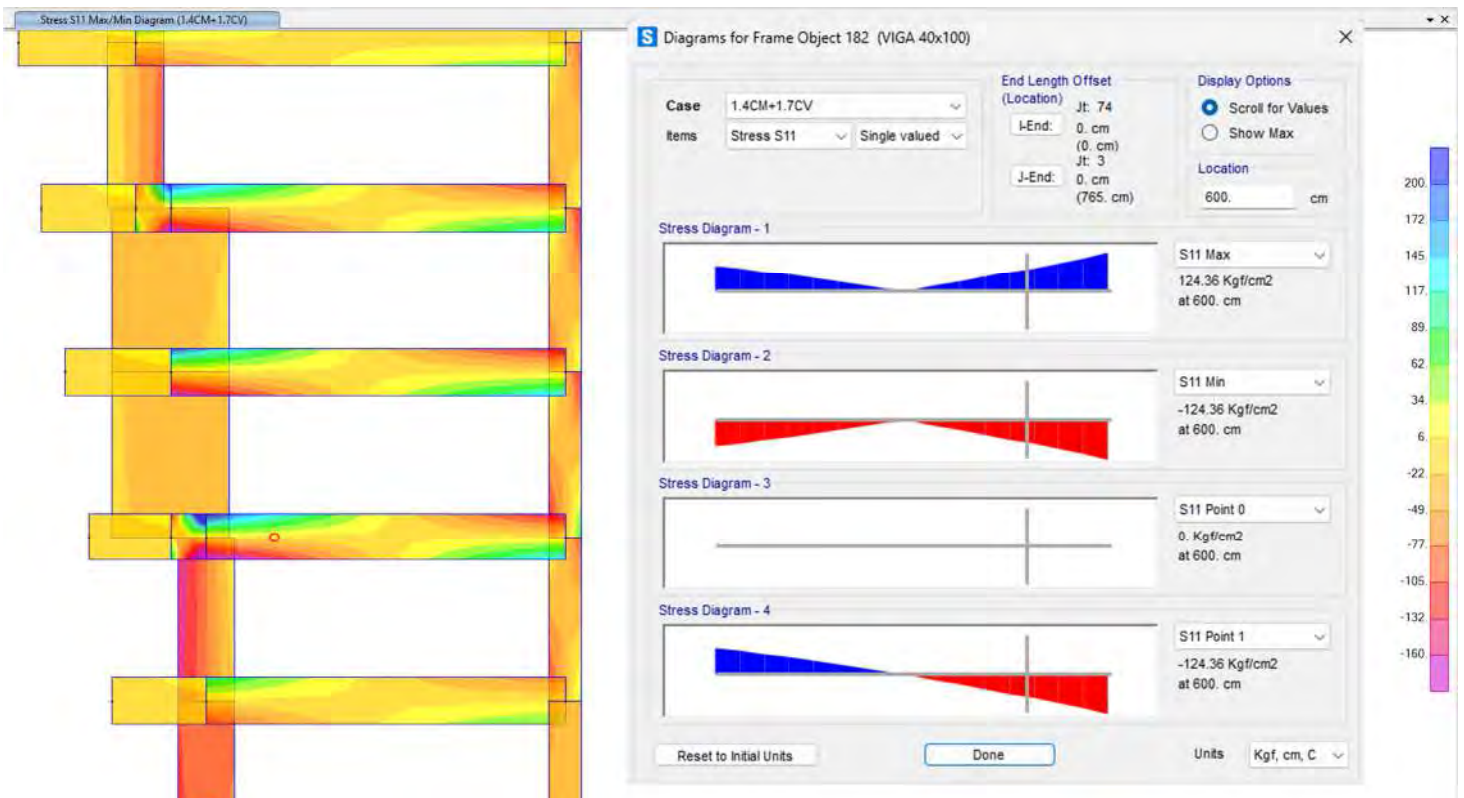 Stress S11 Max/Min Diagram (1.4CM+1.7CV)
S Diagrams for Frame Object 182 (VIGA 40x100)
Case 1.4CM+1.7CV
Items Stress S11 Single valued
End Length Offset
(Location)
Jt: 74
I-End: 0. cm
(0. cm)
Jt: 3
J-End: 0. cm
(765. cm)
Display Options
Scroll for Values
Show Max
Location
600. cm
Stress Diagram - 1
S11 Max
124.36 Kgf/cm2
at 600. cm
Stress Diagram - 2
S11 Min
-124.36 Kgf/cm2
at 600. cm
Stress Diagram - 3
S11 Point 0
0. Kgf/cm2
at 600. cm
Stress Diagram - 4
S11 Point 1
-124.36 Kgf/cm2
at 600. cm
Reset to Initial Units
Done
Units Kgf, cm, C
200.
172.
145.
117.
89.
62.
34.
6.
-22.
-49.
-77.
-105.
-132.
-160.